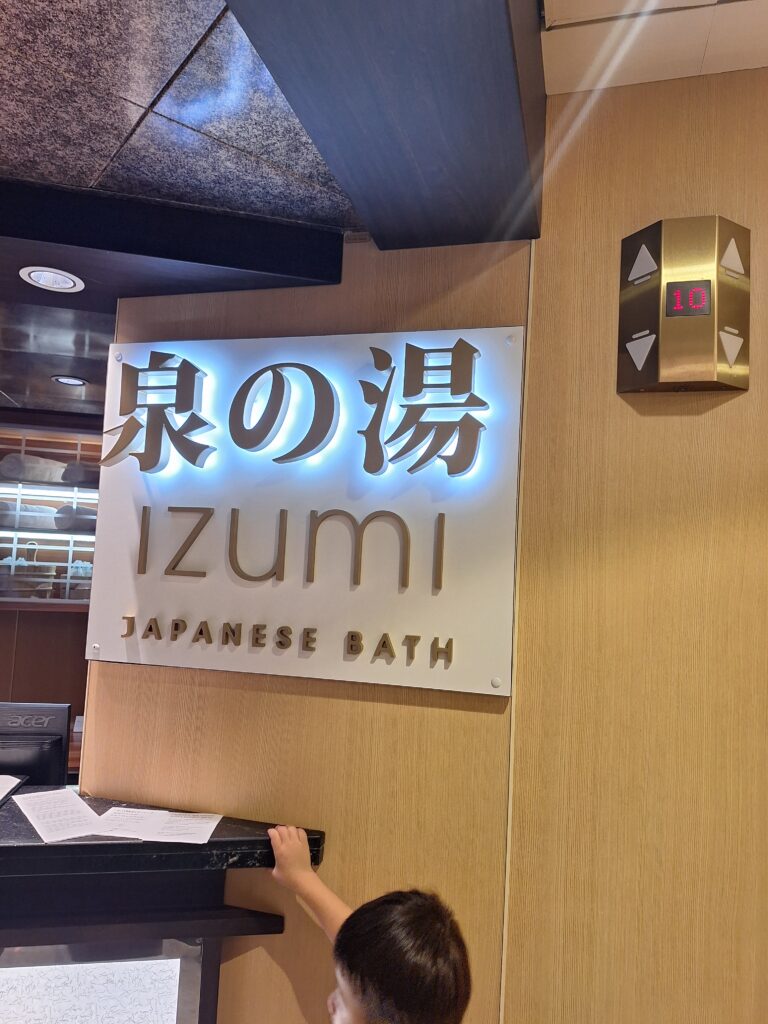 泉の湯
IZUMI
JAPANESE BATH
10
acer